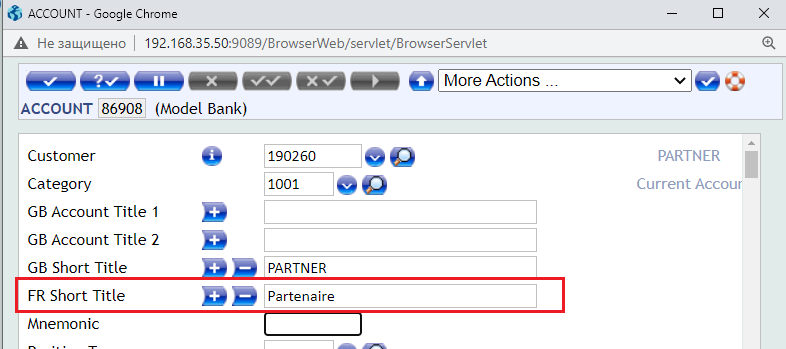 ACCOUNT - Google Chrome
Не защищено 192.168.35.50:9089/BrowserWeb/servlet/BrowserServlet
More Actions ...
ACCOUNT 86908 (Model Bank)
Customer 190260 PARTNER
Category 1001 Current Accou
GB Account Title 1
GB Account Title 2
GB Short Title PARTNER
FR Short Title Partenaire
Mnemonic